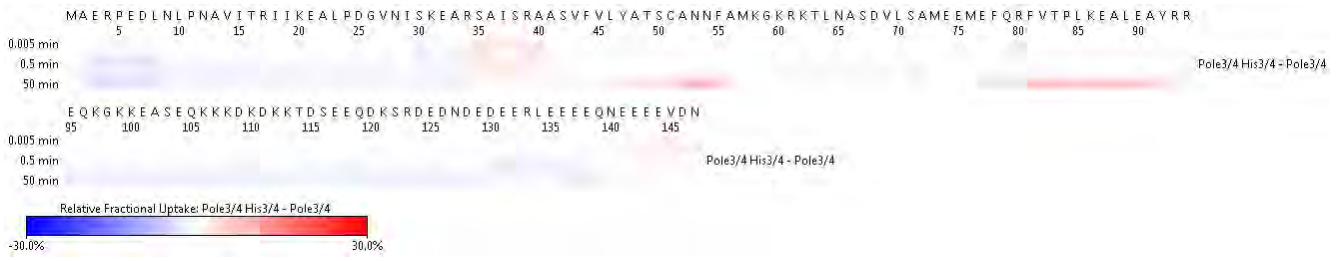 M A E R P E D L N L P N A V I T R I I K E A L P D G V N I S K E A R S A I S R A A S V F V L Y A T S C A N N F A M K G K R K T L N A S D V L S A M E E M E F Q R F V T P L K E A L E A Y R R
5 10 15 20 25 30 35 40 45 50 55 60 65 70 75 80 85 90
0.005 min
0.5 min
Pole3/4 His3/4 - Pole3/4
50 min
E Q K G K K E A S E Q K K K D K D K K T D S E E Q D K S R D E D N D E D E E R L E E E E Q N E E E E V D N
95 100 105 110 115 120 125 130 135 140 145
0.005 min
0.5 min
Pole3/4 His3/4 - Pole3/4
50 min
Relative Fractional Uptake: Pole3/4 His3/4 - Pole3/4
-30.0% 30.0%